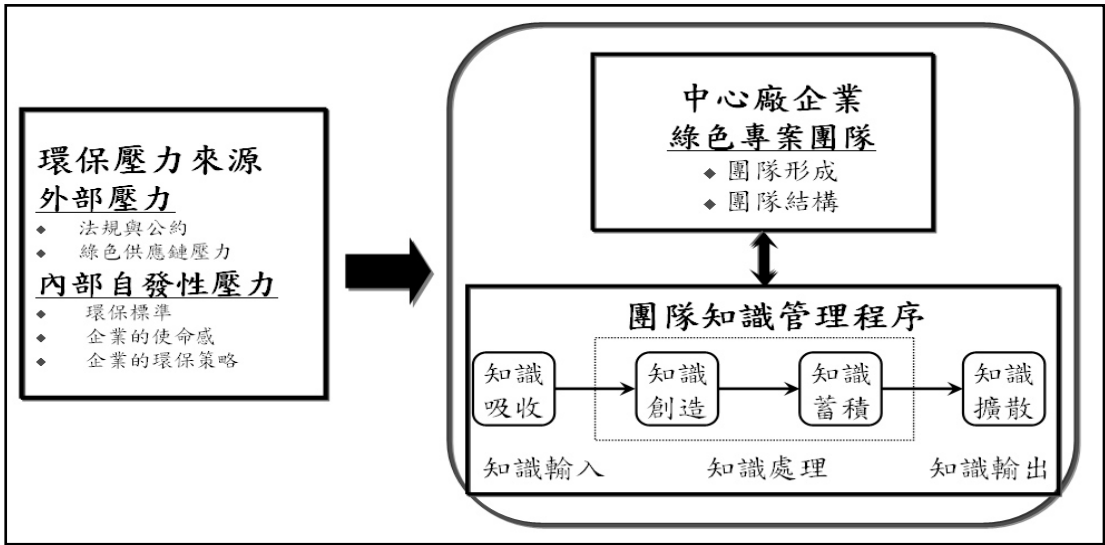 環保壓力來源
外部壓力
◆ 法規與公約
◆ 綠色供應鏈壓力
內部自發性壓力
◆ 環保標準
◆ 企業的使命感
◆ 企業的環保策略
中心廠企業
綠色專案團隊
◆ 團隊形成
◆ 團隊結構
團隊知識管理程序
知識
吸收
知識
創造
知識
蓄積
知識
擴散
知識輸入
知識處理
知識輸出